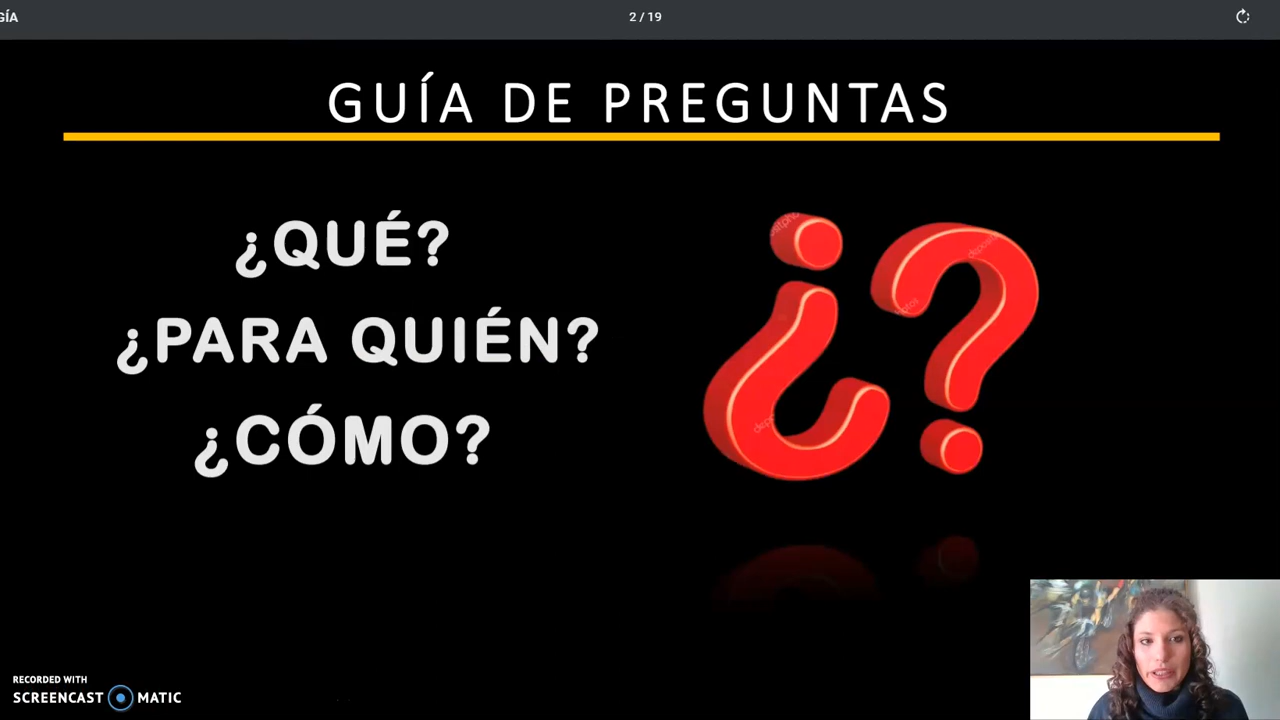 GÍA
2 / 19
GUÍA DE PREGUNTAS
¿QUÉ?
¿PARA QUIÉN?
¿CÓMO?
¿?
RECORDED WITH
SCREENCAST MATIC